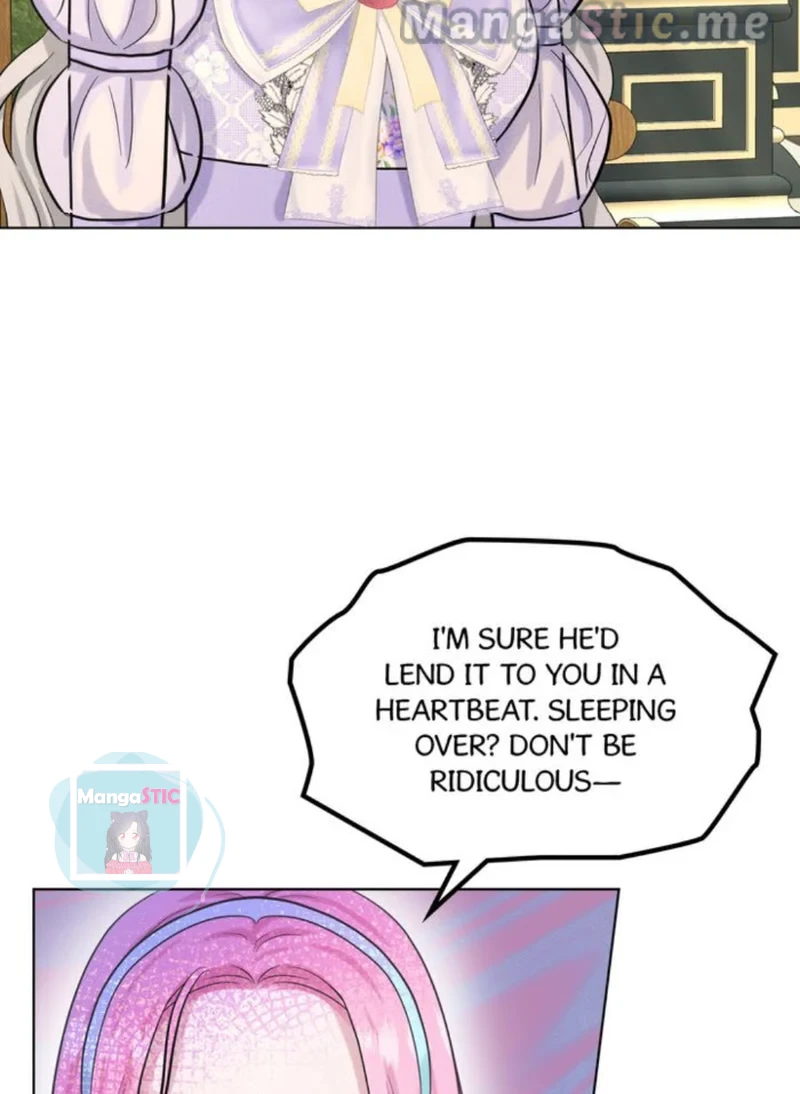 MangaStic.me
I'M SURE HE'D
LEND IT TO YOU IN A
HEARTBEAT. SLEEPING
OVER? DON'T BE
RIDICULOUS—
MangaSTIC